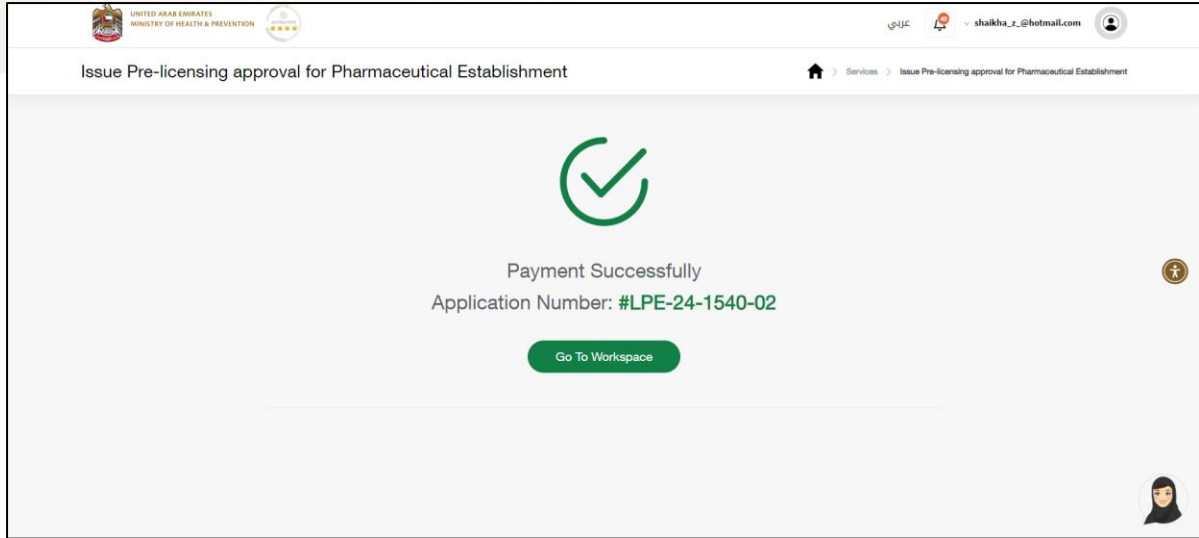 UNITED ARAB EMIRATES
MINISTRY OF HEALTH & PREVENTION
عربي
shaikha_z_@hotmail.com
Issue Pre-licensing approval for Pharmaceutical Establishment
Services > Issue Pre-licensing approval for Pharmaceutical Establishment
Payment Successfully
Application Number: #LPE-24-1540-02
Go To Workspace